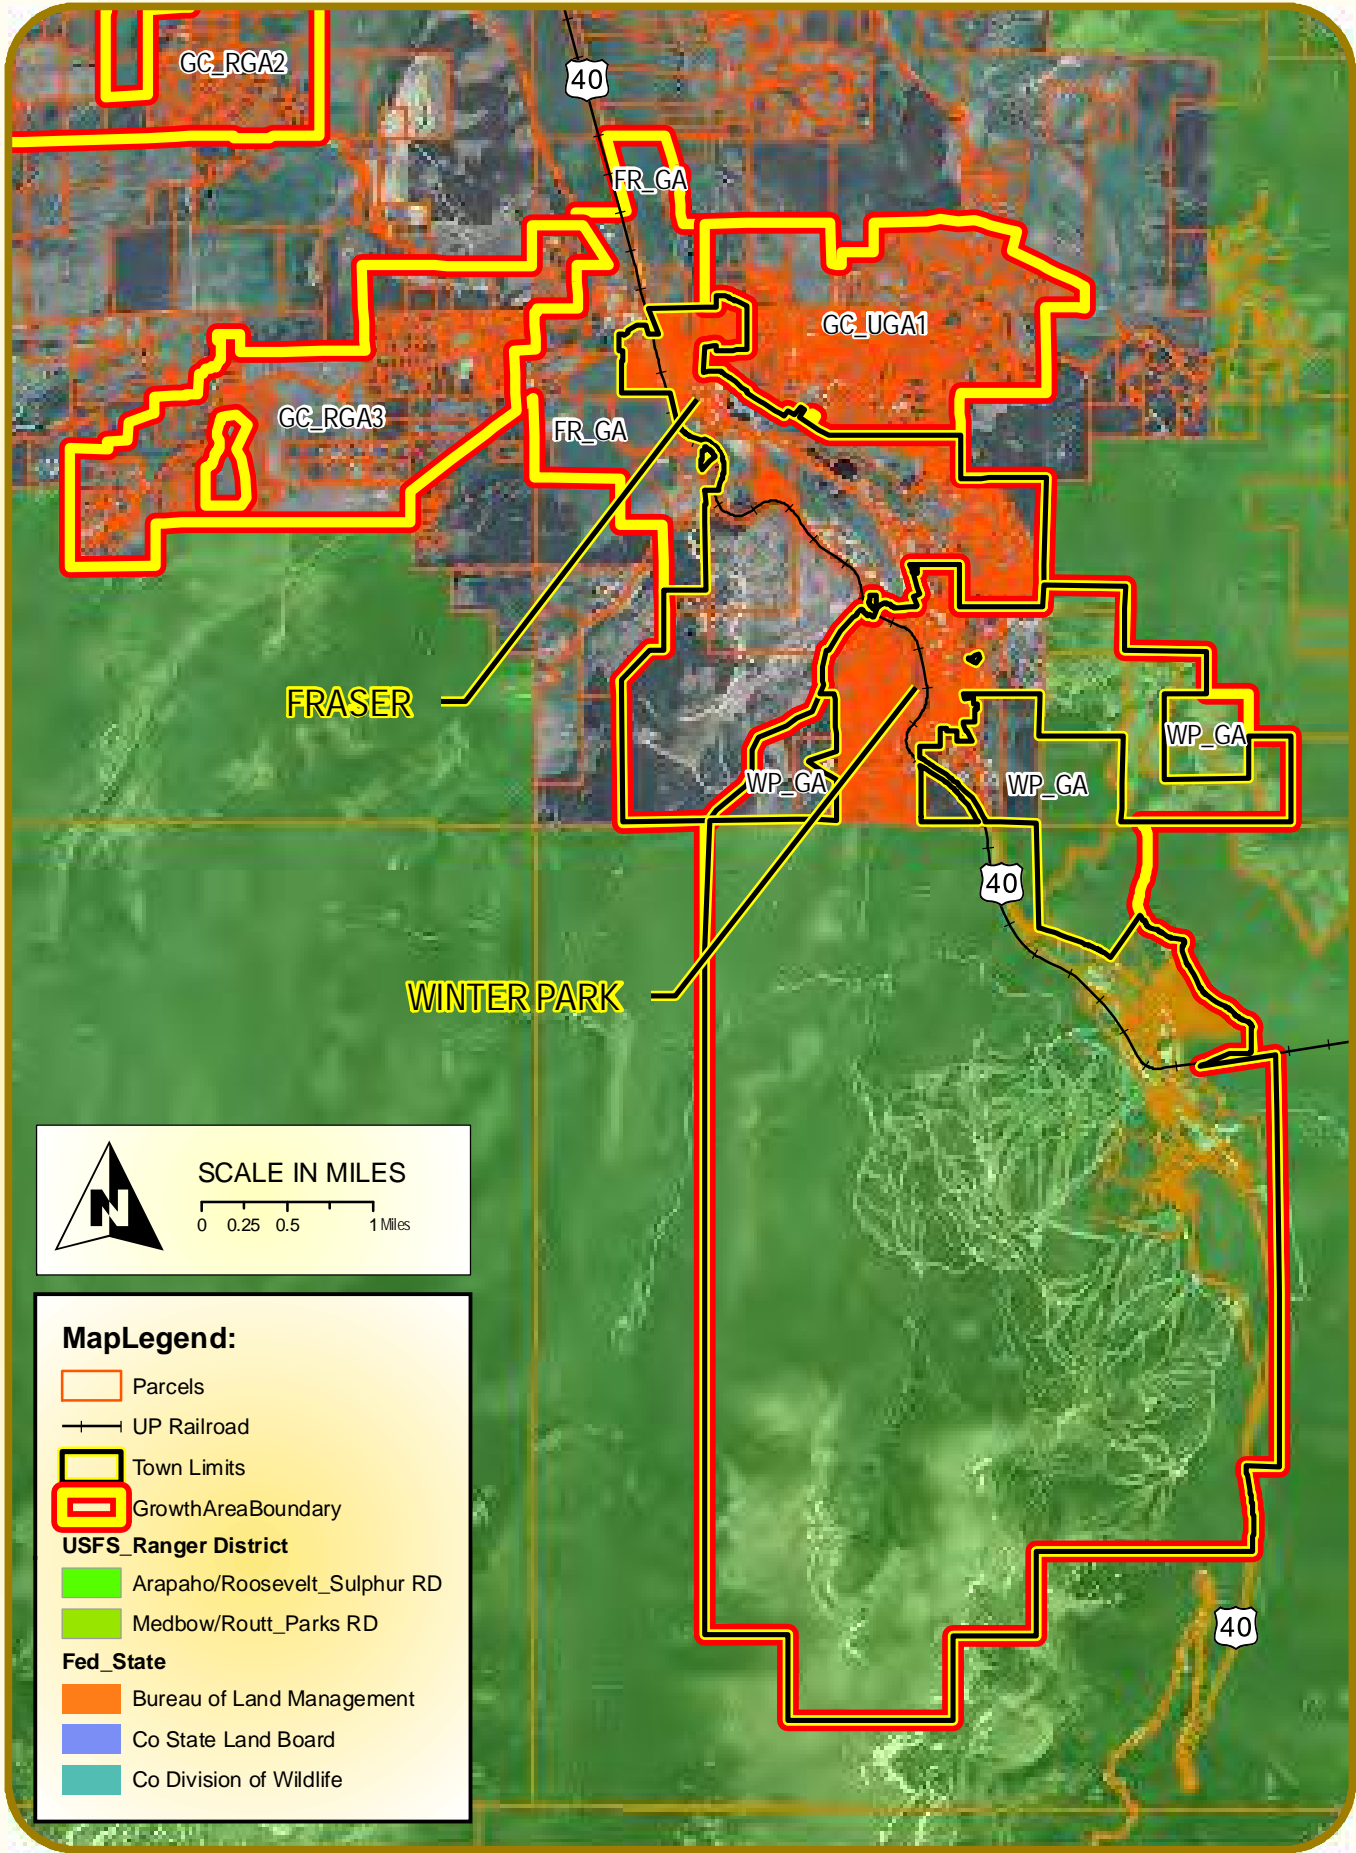 GC_RGA2
40
FR_GA
GC_UGA1
GC_RGA3
FR_GA
FRASER
WP_GA
WP_GA
WP_GA
40
WINTER PARK
N
SCALE IN MILES
0 0.25 0.5 1 Miles
MapLegend:
Parcels
UP Railroad
Town Limits
GrowthAreaBoundary
USFS_Ranger District
Arapaho/Roosevelt_Sulphur RD
Medbow/Routt_Parks RD
Fed_State
Bureau of Land Management
Co State Land Board
Co Division of Wildlife
40